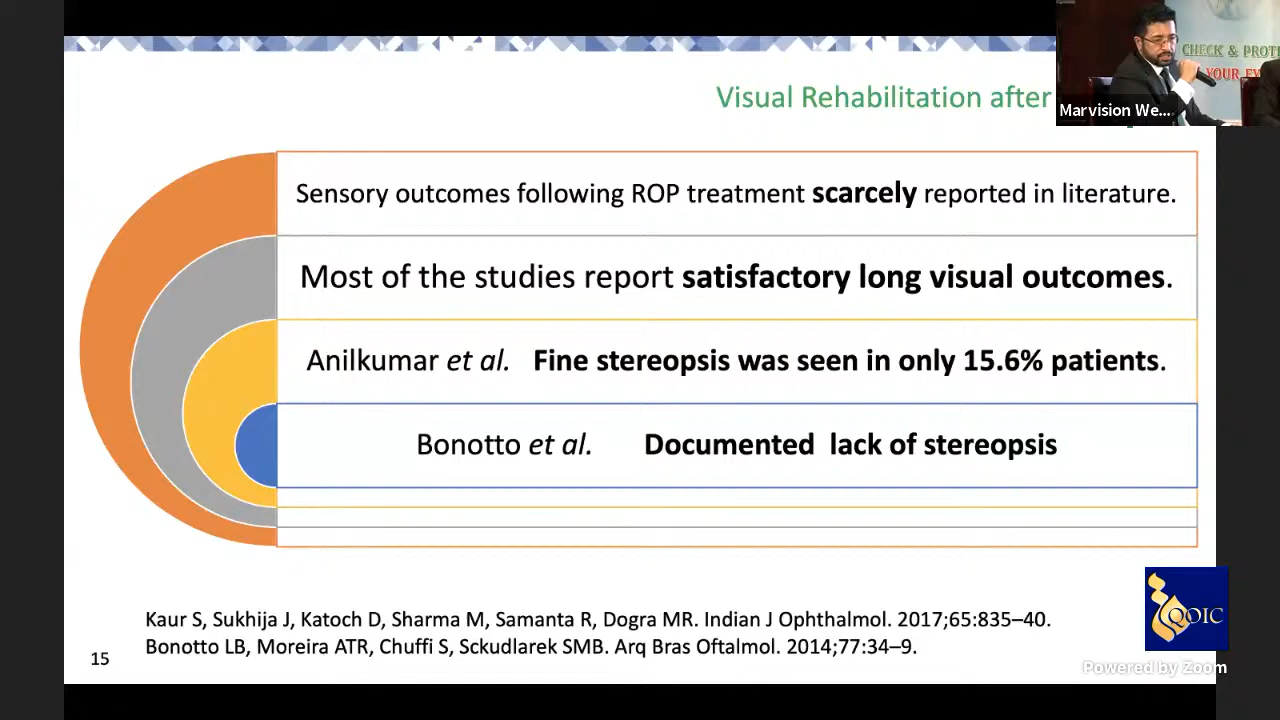 Visual Rehabilitation after
CHECK & PROT
YOUR
Marvision We...
Sensory outcomes following ROP treatment scarcely reported in literature.
Most of the studies report satisfactory long visual outcomes.
Anilkumar et al. Fine stereopsis was seen in only 15.6% patients.
Bonotto et al. Documented lack of stereopsis
Kaur S, Sukhija J, Katoch D, Sharma M, Samanta R, Dogra MR. Indian J Ophthalmol. 2017;65:835–40.
Bonotto LB, Moreira ATR, Chuffi S, Sckudlarek SMB. Arq Bras Oftalmol. 2014;77:34–9.
15
QOIC
Powered by Zoom